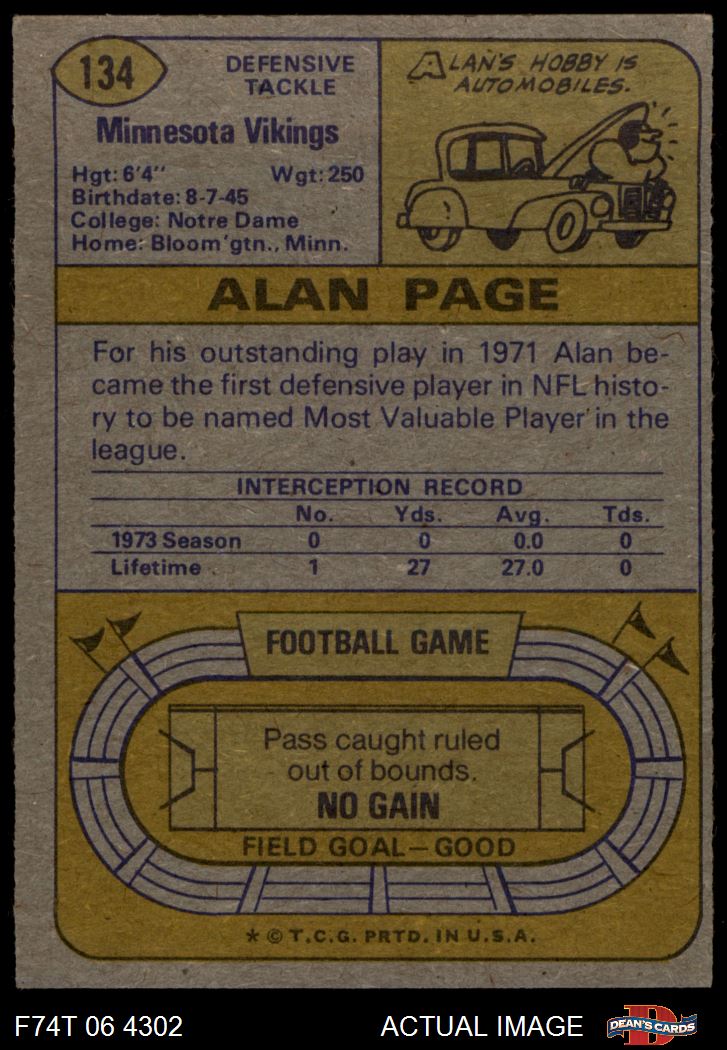 134
DEFENSIVE
TACKLE
Minnesota Vikings
Hgt: 6'4" Wgt: 250
Birthdate: 8-7-45
College: Notre Dame
Home: Bloom'gtn., Minn.
ALAN'S HOBBY IS
AUTOMOBILES.
ALAN PAGE
For his outstanding play in 1971 Alan be-
came the first defensive player in NFL histo-
ry to be named Most Valuable Player in the
league.
INTERCEPTION RECORD
No. Yds. Avg. Tds.
1973 Season 0 0 0.0 0
Lifetime 1 27 27.0 0
FOOTBALL GAME
Pass caught ruled
out of bounds.
NO GAIN
FIELD GOAL—GOOD
* © T.C.G. PRTD. IN U.S.A.
F74T 06 4302 ACTUAL IMAGE D DEAN'S CARDS